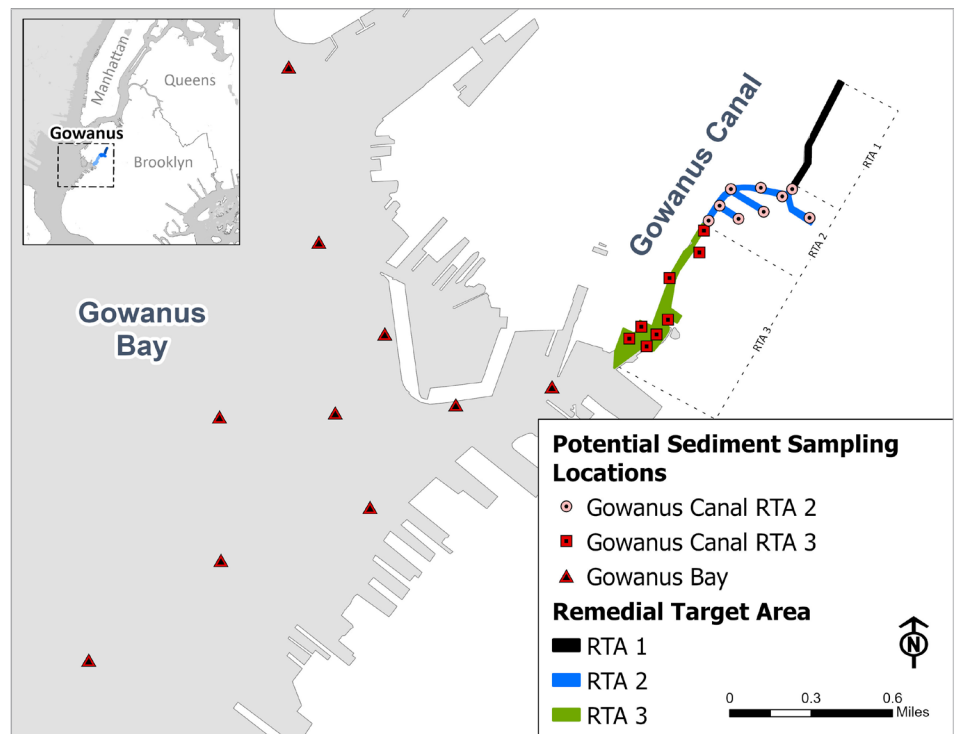 Manhattan
Queens
Gowanus
Brooklyn
Gowanus Canal
RTA 1
RTA 2
RTA 3
Gowanus
Bay
Potential Sediment Sampling
Locations
Gowanus Canal RTA 2
Gowanus Canal RTA 3
Gowanus Bay
Remedial Target Area
RTA 1
RTA 2
RTA 3
N
0 0.3 0.6
Miles